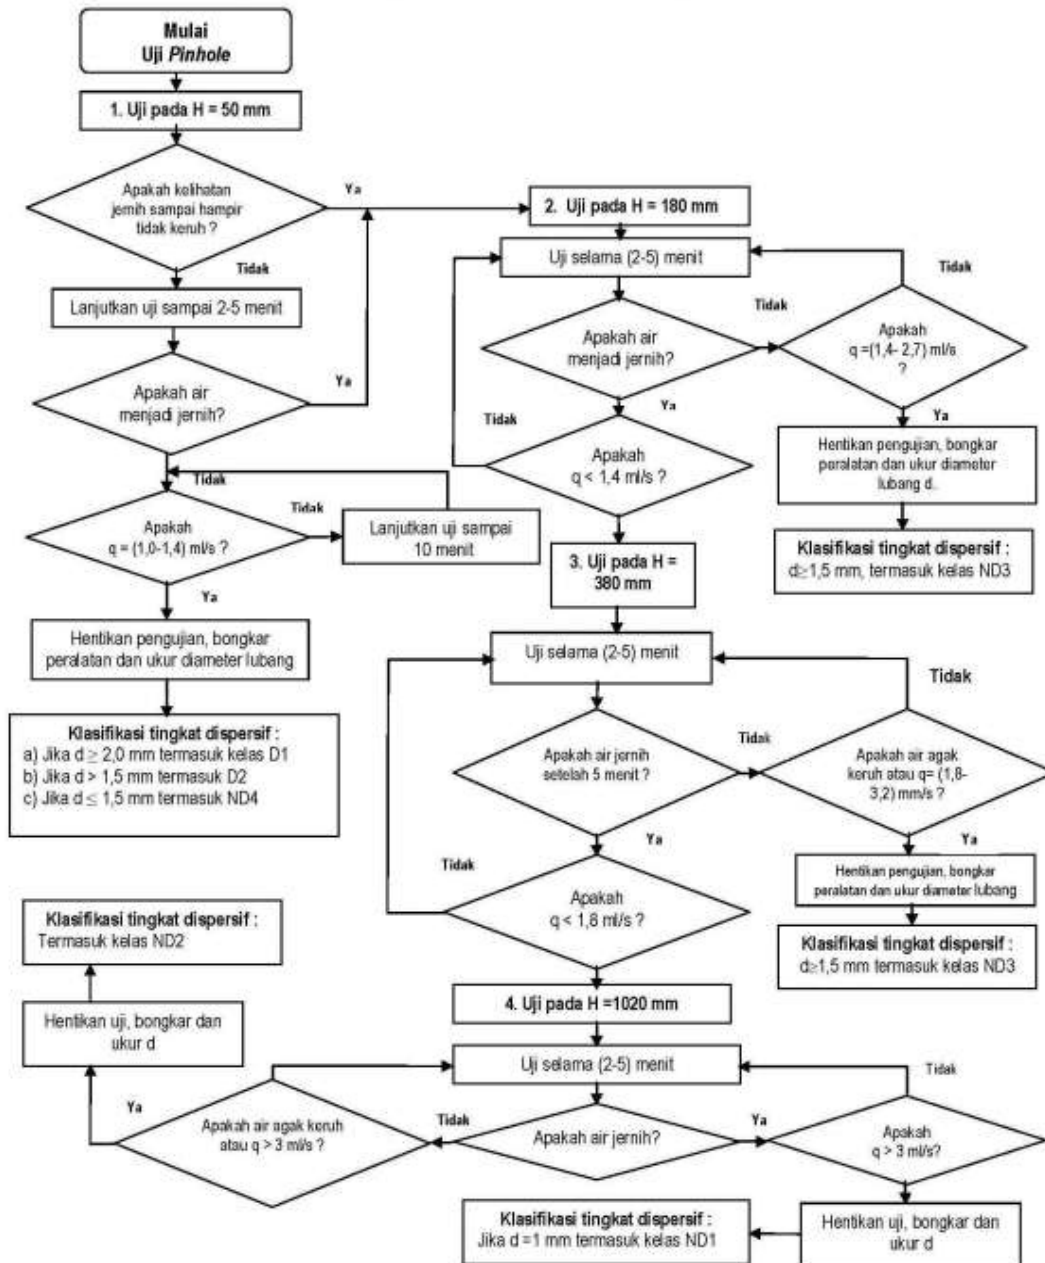 Mulai
Uji Pinhole
1. Uji pada H = 50 mm
Apakah kelihatan
jernih sampai hampir
tidak keruh ?
Ya
Tidak
Lanjutkan uji sampai 2-5 menit
Apakah air
menjadi jernih?
Ya
Tidak
Apakah
q = (1,0-1,4) ml/s ?
Tidak
Lanjutkan uji sampai
10 menit
Ya
Hentikan pengujian, bongkar
peralatan dan ukur diameter lubang
Klasifikasi tingkat dispersif :
a) Jika d ≥ 2,0 mm termasuk kelas D1
b) Jika d > 1,5 mm termasuk D2
c) Jika d ≤ 1,5 mm termasuk ND4
2. Uji pada H = 180 mm
Uji selama (2-5) menit
Tidak
Apakah air
menjadi jernih?
Tidak
Apakah
q =(1,4- 2,7) ml/s
?
Ya
Tidak
Apakah
q < 1,4 ml/s ?
Ya
Hentikan pengujian, bongkar
peralatan dan ukur diameter
lubang d.
Klasifikasi tingkat dispersif :
d≥1,5 mm, termasuk kelas ND3
3. Uji pada H =
380 mm
Uji selama (2-5) menit
Tidak
Apakah air jernih
setelah 5 menit ?
Tidak
Apakah air agak
keruh atau q= (1,8-
3,2) mm/s ?
Ya
Tidak
Apakah
q < 1,8 ml/s ?
Ya
Hentikan pengujian, bongkar
peralatan dan ukur diameter lubang
Klasifikasi tingkat dispersif :
d≥1,5 mm termasuk kelas ND3
4. Uji pada H =1020 mm
Uji selama (2-5) menit
Tidak
Apakah air jernih?
Ya
Apakah
q > 3 ml/s?
Tidak
Apakah air agak keruh
atau q > 3 ml/s ?
Ya
Hentikan uji, bongkar dan
ukur d
Klasifikasi tingkat dispersif :
Termasuk kelas ND2
Hentikan uji, bongkar dan
ukur d
Klasifikasi tingkat dispersif :
Jika d =1 mm termasuk kelas ND1